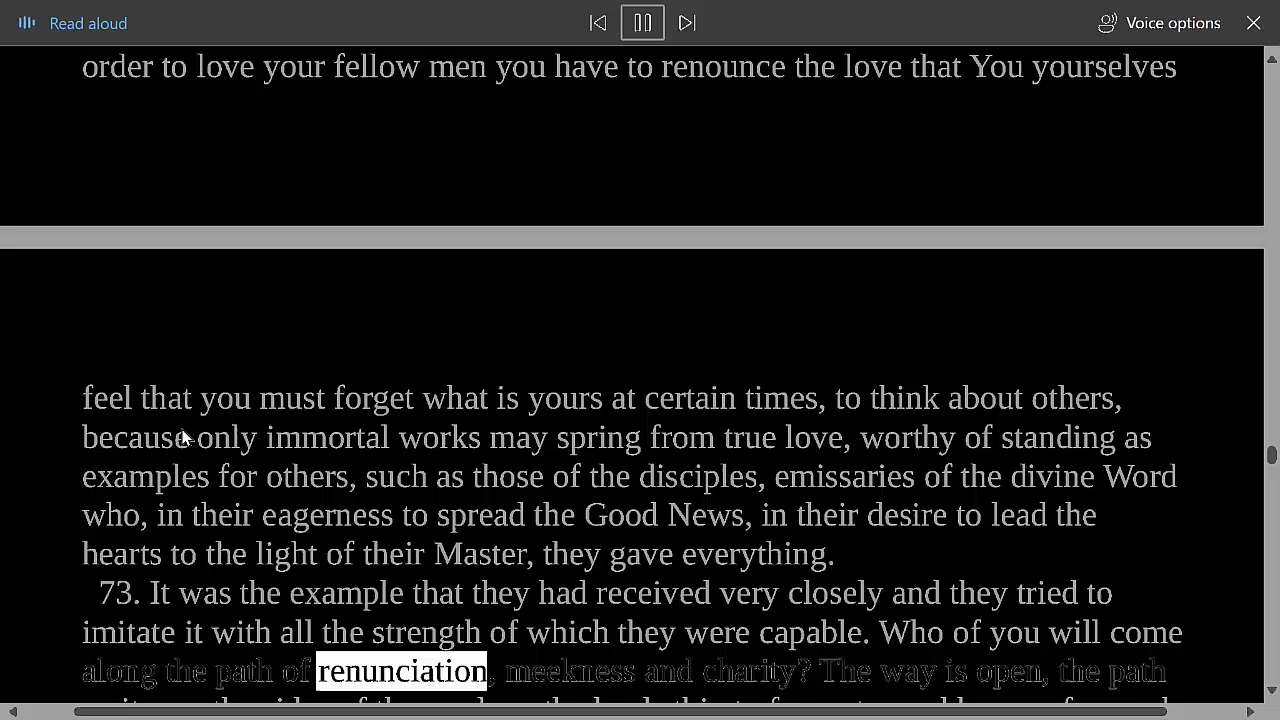 Read aloud
Voice options
order to love your fellow men you have to renounce the love that You yourselves
feel that you must forget what is yours at certain times, to think about others,
because only immortal works may spring from true love, worthy of standing as
examples for others, such as those of the disciples, emissaries of the divine Word
who, in their eagerness to spread the Good News, in their desire to lead the
hearts to the light of their Master, they gave everything.
73. It was the example that they had received very closely and they tried to
imitate it with all the strength of which they were capable. Who of you will come
along the path of renunciation, meekness and charity? The way is open, the path